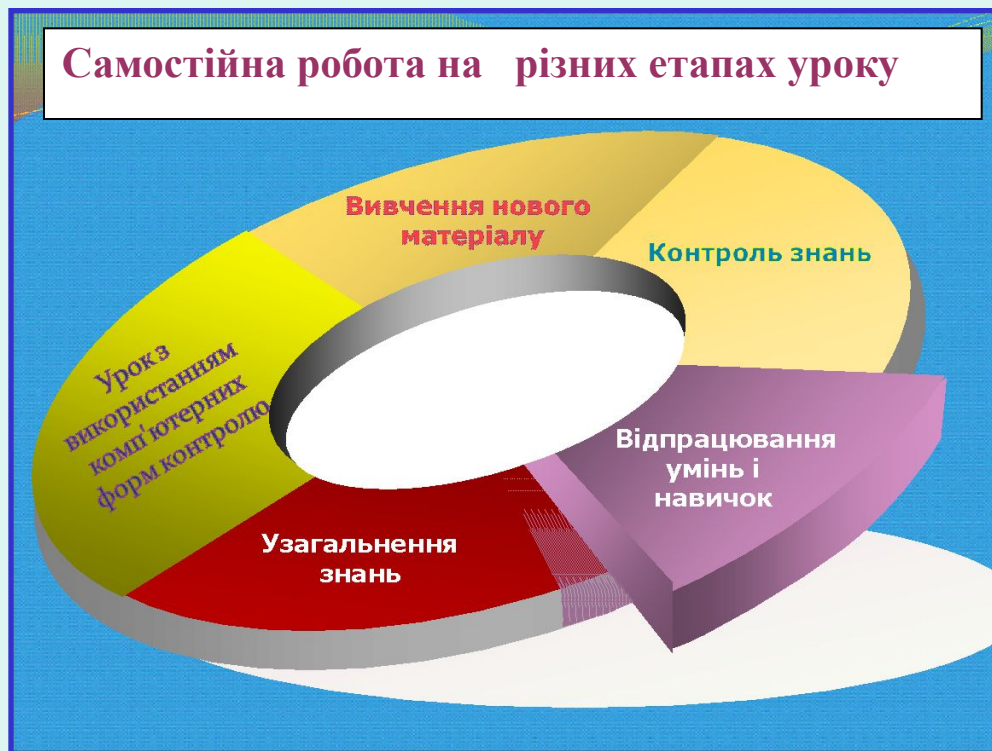 Самостійна робота на різних етапах уроку
Вивчення нового
матеріалу
Контроль знань
Урок з
використанням
комп'ютерних
форм контролю
Відпрацювання
умінь і
навичок
Узагальнення
знань